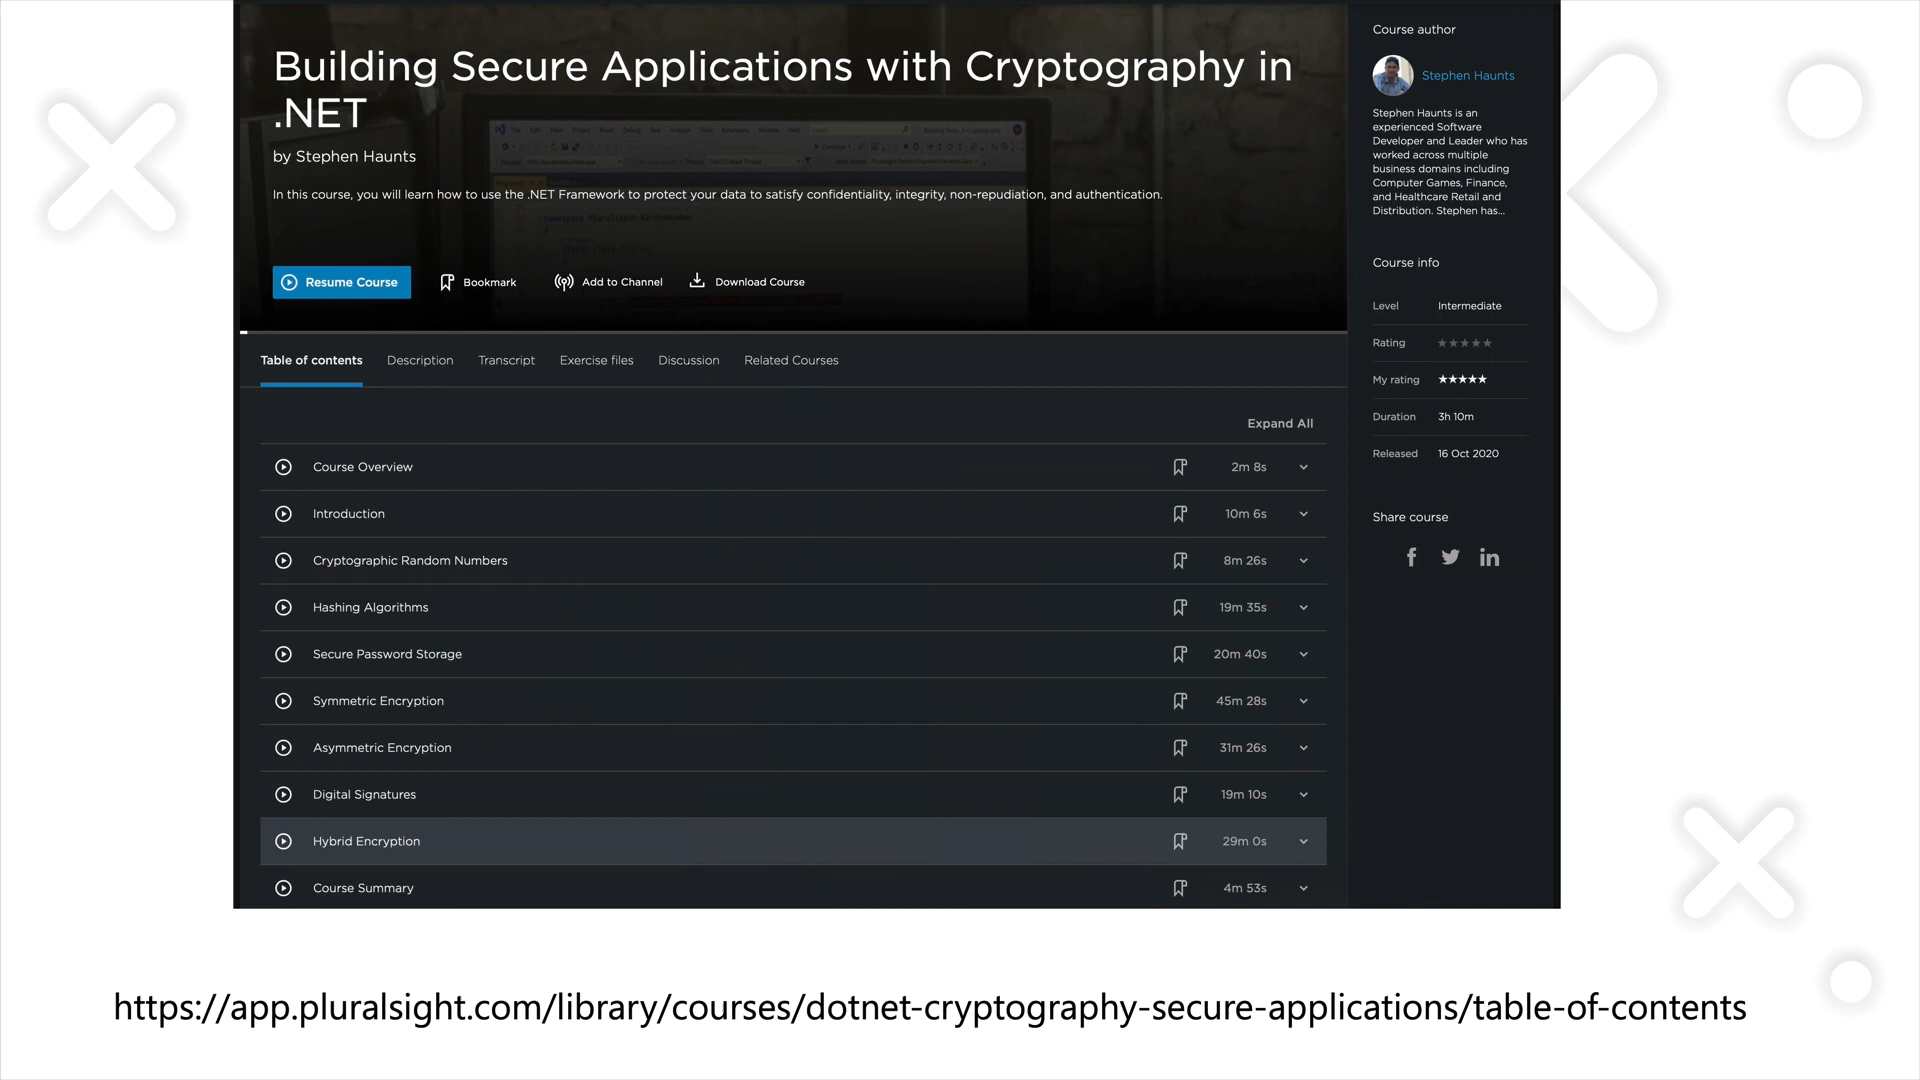 Building Secure Applications with Cryptography in
.NET
by Stephen Haunts
In this course, you will learn how to use the .NET Framework to protect your data to satisfy confidentiality, integrity, non-repudiation, and authentication.
Resume Course
Bookmark
Add to Channel
Download Course
Table of contents
Description
Transcript
Exercise files
Discussion
Related Courses
Expand All
Course Overview 2m 8s
Introduction 10m 6s
Cryptographic Random Numbers 8m 26s
Hashing Algorithms 19m 35s
Secure Password Storage 20m 40s
Symmetric Encryption 45m 28s
Asymmetric Encryption 31m 26s
Digital Signatures 19m 10s
Hybrid Encryption 29m 0s
Course Summary 4m 53s
Course author
Stephen Haunts
Stephen Haunts is an
experienced Software
Developer and Leader who has
worked across multiple
business domains including
Computer Games, Finance,
and Healthcare Retail and
Distribution. Stephen has...
Course info
Level Intermediate
Rating
My rating
Duration 3h 10m
Released 16 Oct 2020
Share course
https://app.pluralsight.com/library/courses/dotnet-cryptography-secure-applications/table-of-contents